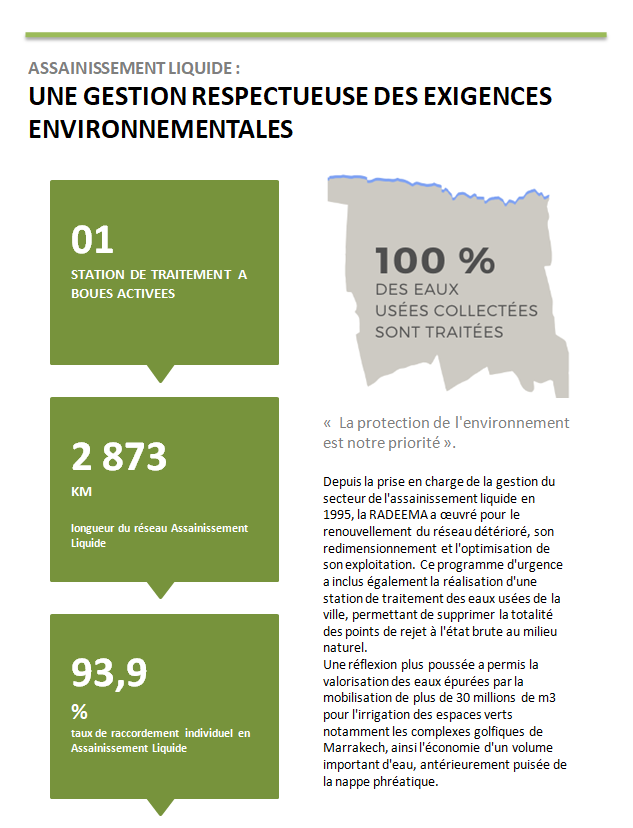 ASSAINISSEMENT LIQUIDE :
UNE GESTION RESPECTUEUSE DES EXIGENCES
ENVIRONNEMENTALES
01
STATION DE TRAITEMENT A
BOUES ACTIVEES
2 873
KM
longueur du réseau Assainissement
Liquide
93,9
%
taux de raccordement individuel en
Assainissement Liquide
100 %
DES EAUX
USÉES COLLECTÉES
SONT TRAITÉES
« La protection de l'environnement
est notre priorité ».
Depuis la prise en charge de la gestion du
secteur de l'assainissement liquide en
1995, la RADEEMA a œuvré pour le
renouvellement du réseau détérioré, son
redimensionnement et l'optimisation de
son exploitation. Ce programme d'urgence
a inclus également la réalisation d'une
station de traitement des eaux usées de la
ville, permettant de supprimer la totalité
des points de rejet à l'état brute au milieu
naturel.
Une réflexion plus poussée a permis la
valorisation des eaux épurées par la
mobilisation de plus de 30 millions de m3
pour l'irrigation des espaces verts
notamment les complexes golfiques de
Marrakech, ainsi l'économie d'un volume
important d'eau, antérieurement puisée de
la nappe phréatique.